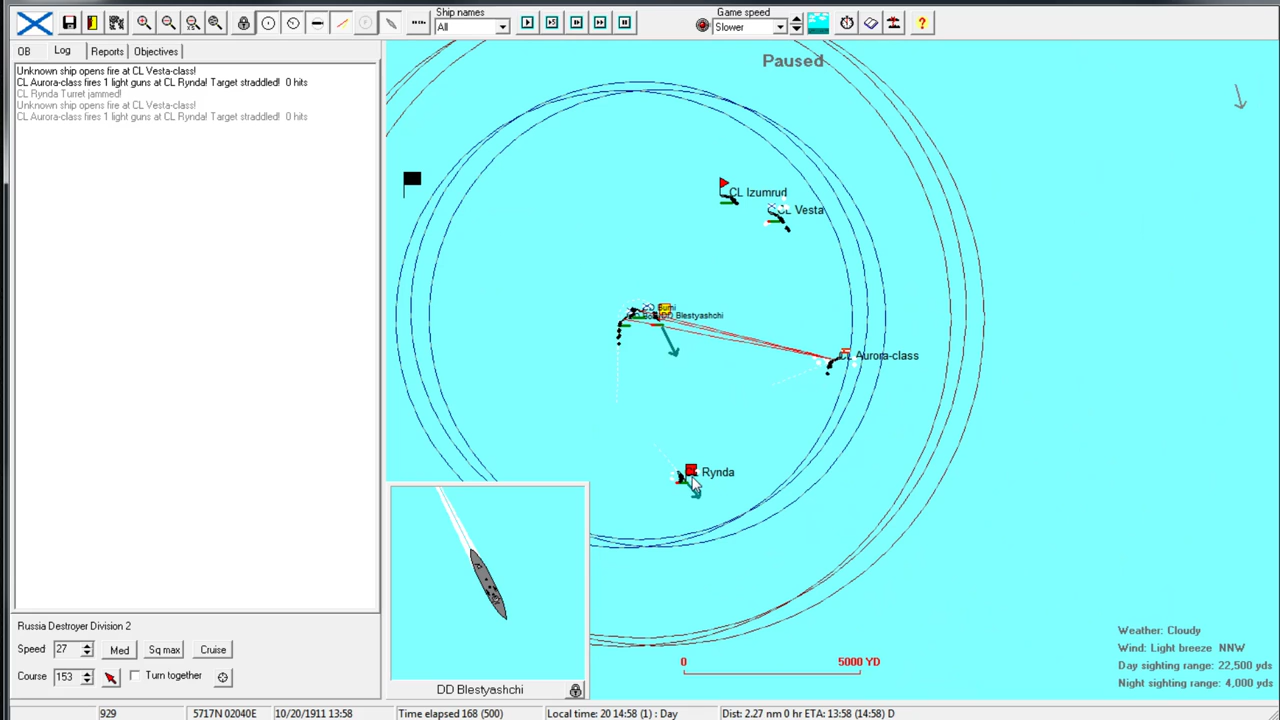 Ship names
All
Game speed
Slower
OB Log Reports Objectives
Unknown ship opens fire at CL Vesta-class!
CL Aurora-class fires 1 light guns at CL Rynda! Target straddled! 0 hits
CL Rynda Turret jammed!
Unknown ship opens fire at CL Vesta-class!
CL Aurora-class fires 1 light guns at CL Rynda! Target straddled! 0 hits
Paused
CL Izumrud
CL Vesta
DD Blestyashchi
CL Aurora-class
Rynda
Russia Destroyer Division 2
Speed 27 Med Sq max Cruise
Course 153 Turn together
DD Blestyashchi
0 5000 YD
Weather: Cloudy
Wind: Light breeze NNW
Day sighting range: 22,500 yds
Night sighting range: 4,000 yds
929 5717N 02040E 10/20/1911 13:58 Time elapsed 168 (500) Local time: 20 14:58 (1) : Day Dist: 2.27 nm 0 hr ETA: 13:58 (14:58) D